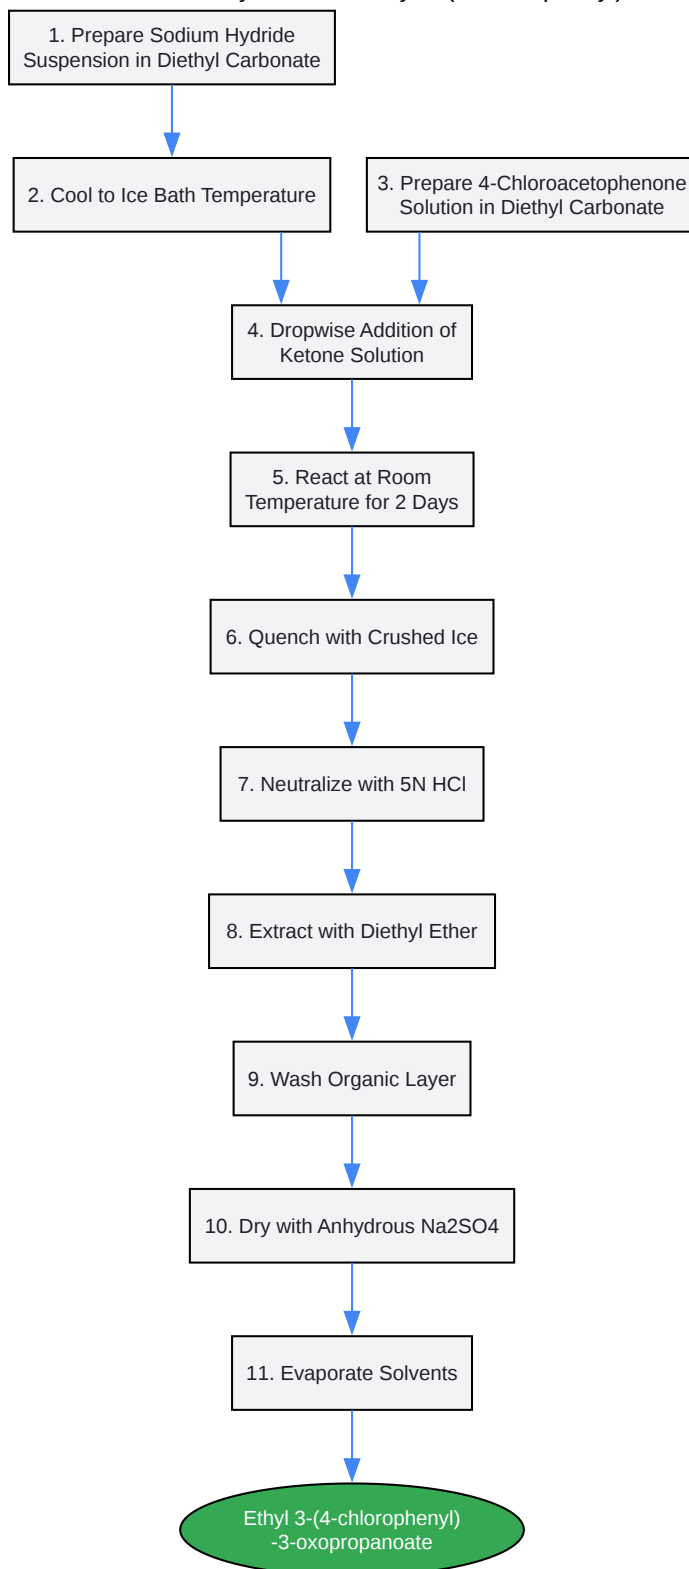 1. Prepare Sodium Hydride
Suspension in Diethyl Carbonate
2. Cool to Ice Bath Temperature
3. Prepare 4-Chloroacetophenone
Solution in Diethyl Carbonate
4. Dropwise Addition of
Ketone Solution
5. React at Room
Temperature for 2 Days
6. Quench with Crushed Ice
7. Neutralize with 5N HCl
8. Extract with Diethyl Ether
9. Wash Organic Layer
10. Dry with Anhydrous Na2SO4
11. Evaporate Solvents
Ethyl 3-(4-chlorophenyl)
-3-oxopropanoate